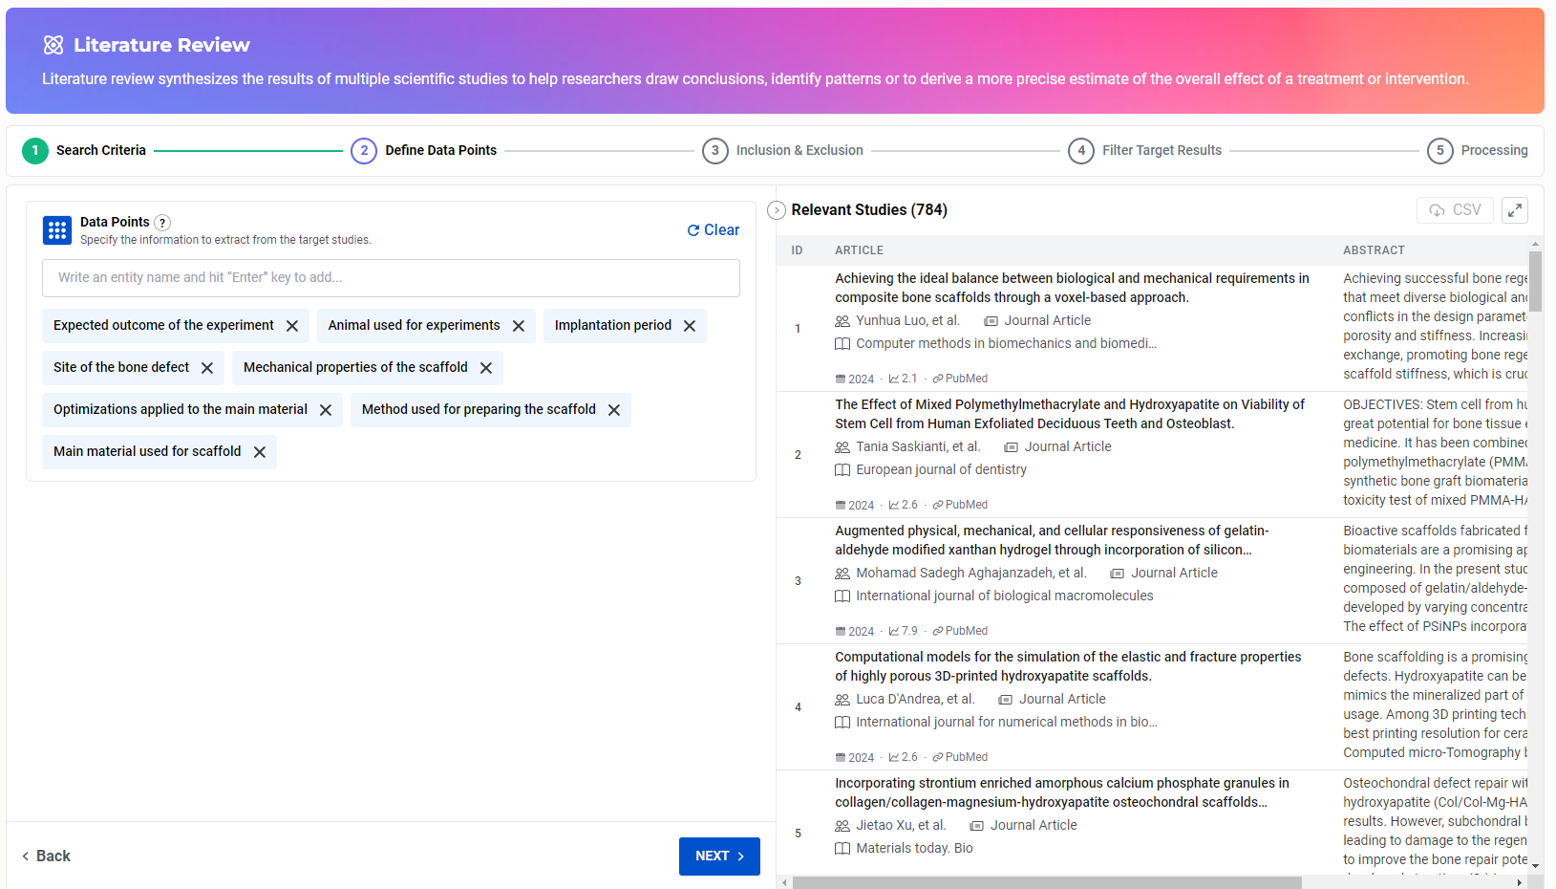 Literature Review
Literature review synthesizes the results of multiple scientific studies to help researchers draw conclusions, identify patterns or to derive a more precise estimate of the overall effect of a treatment or intervention.
1 Search Criteria
2 Define Data Points
3 Inclusion & Exclusion
4 Filter Target Results
5 Processing
Data Points ?
Specify the information to extract from the target studies.
Clear
Write an entity name and hit “Enter” key to add...
Expected outcome of the experiment
Animal used for experiments
Implantation period
Site of the bone defect
Mechanical properties of the scaffold
Optimizations applied to the main material
Method used for preparing the scaffold
Main material used for scaffold
Back
NEXT
Relevant Studies (784)
CSV
ID
ARTICLE
ABSTRACT
1
Achieving the ideal balance between biological and mechanical requirements in
composite bone scaffolds through a voxel-based approach.
Yunhua Luo, et al. Journal Article
Computer methods in biomechanics and biomedi...
2024 · 2.1 · PubMed
Achieving successful bone rege
that meet diverse biological and
conflicts in the design paramete
porosity and stiffness. Increasin
exchange, promoting bone rege
scaffold stiffness, which is cruc
2
The Effect of Mixed Polymethylmethacrylate and Hydroxyapatite on Viability of
Stem Cell from Human Exfoliated Deciduous Teeth and Osteoblast.
Tania Saskianti, et al. Journal Article
European journal of dentistry
2024 · 2.6 · PubMed
OBJECTIVES: Stem cell from hu
great potential for bone tissue e
medicine. It has been combined
polymethylmethacrylate (PMMA
synthetic bone graft biomateria
toxicity test of mixed PMMA-HA
3
Augmented physical, mechanical, and cellular responsiveness of gelatin-
aldehyde modified xanthan hydrogel through incorporation of silicon...
Mohamad Sadegh Aghajanzadeh, et al. Journal Article
International journal of biological macromolecules
2024 · 7.9 · PubMed
Bioactive scaffolds fabricated f
biomaterials are a promising ap
engineering. In the present stud
composed of gelatin/aldehyde-
developed by varying concentra
The effect of PSiNPs incorporat
4
Computational models for the simulation of the elastic and fracture properties
of highly porous 3D-printed hydroxyapatite scaffolds.
Luca D'Andrea, et al. Journal Article
International journal for numerical methods in bio...
2024 · 2.6 · PubMed
Bone scaffolding is a promising
defects. Hydroxyapatite can be
mimics the mineralized part of
usage. Among 3D printing tech
best printing resolution for cera
Computed micro-Tomography b
5
Incorporating strontium enriched amorphous calcium phosphate granules in
collagen/collagen-magnesium-hydroxyapatite osteochondral scaffolds...
Jietao Xu, et al. Journal Article
Materials today. Bio
Osteochondral defect repair wit
hydroxyapatite (Col/Col-Mg-HA
results. However, subchondral b
leading to damage to the regen
to improve the bone repair pote